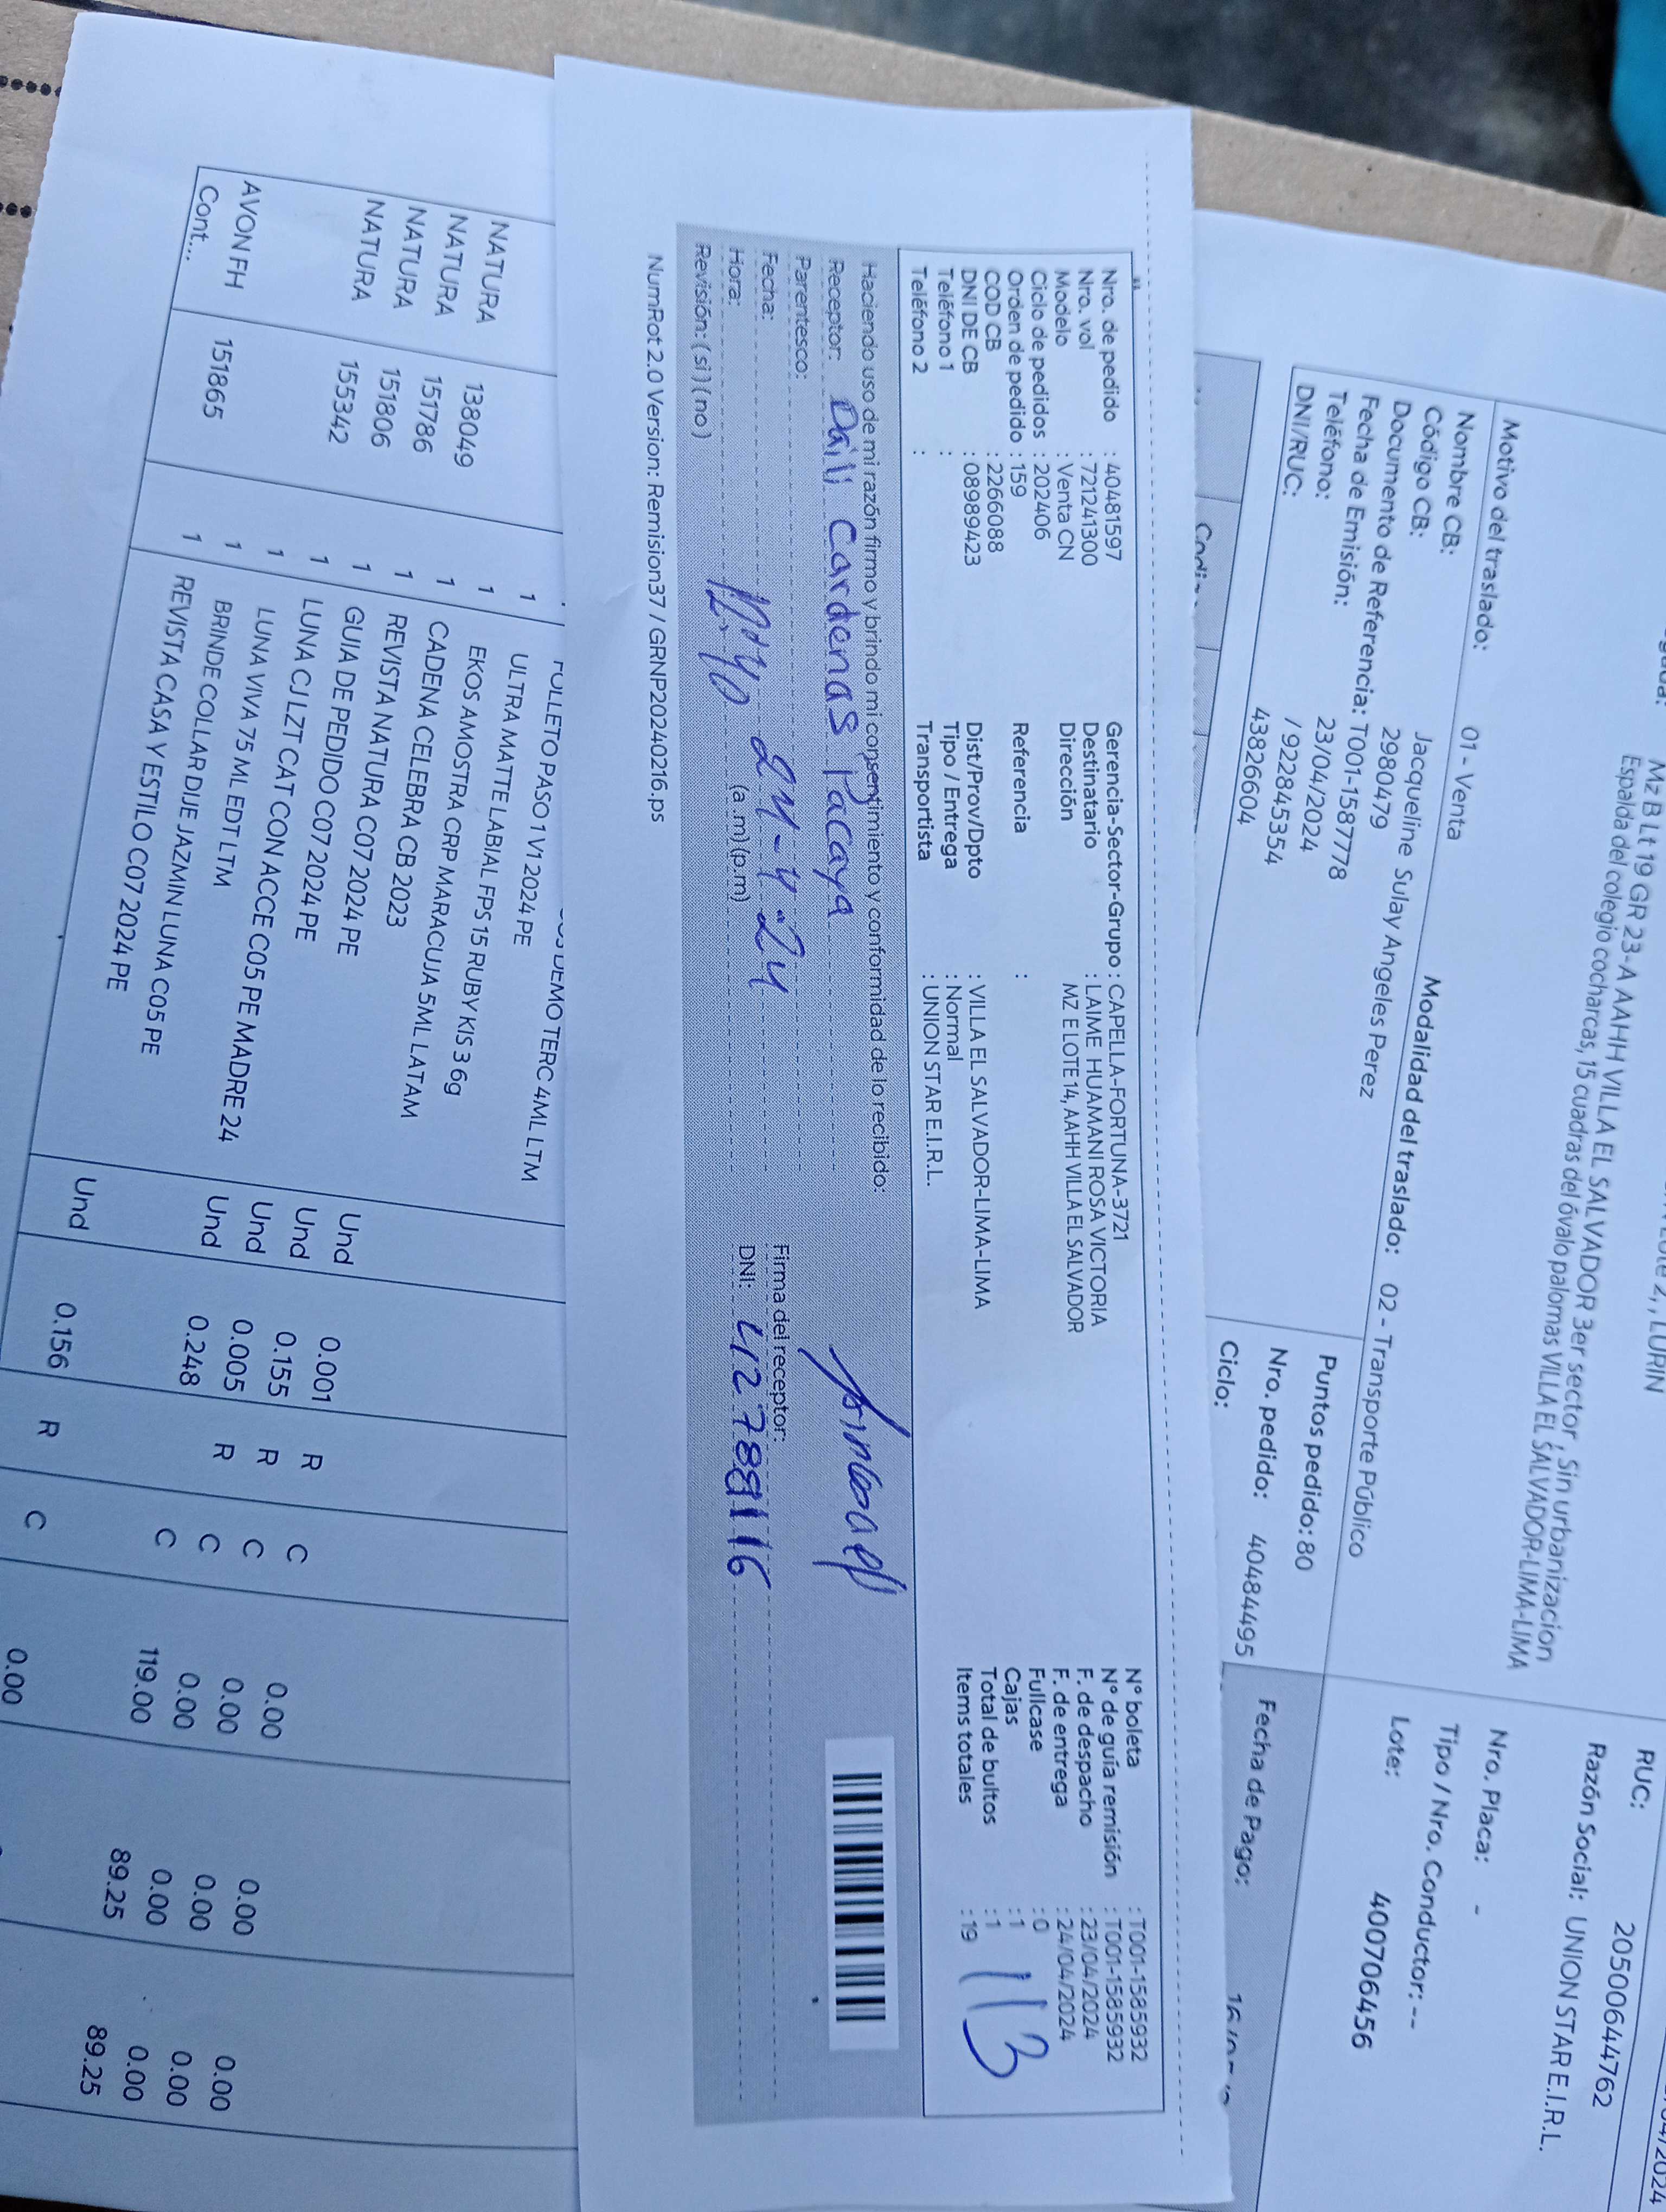 Mz B Lt 19 GR 23-A AAHH VILLA EL SALVADOR 3er sector , Sin urbanizacion
Espalda del colegio cocharcas, 15 cuadras del óvalo palomas VILLA EL SALVADOR-LIMA-LIMA
RUC: 20500644762
Razón Social: UNION STAR E.I.R.L.
Motivo del traslado: 01 - Venta
Modalidad del traslado: 02 - Transporte Público
Nro. Placa: -
Tipo / Nro. Conductor: --
Lote: 400706456
Nombre CB: Jacqueline Sulay Angeles Perez
Código CB: 2980479
Documento de Referencia: T001-1587778
Fecha de Emisión: 23/04/2024
Teléfono: / 922845354
DNI/RUC: 43826604
Puntos pedido: 80
Nro. pedido: 40484495
Ciclo:
Fecha de Pago:
Nro. de pedido : 40481597
Nro. vol : 721241300
Modelo : Venta CN
Ciclo de pedidos : 202406
Orden de pedido : 159
COD CB : 2266088
DNI DE CB : 08989423
Teléfono 1 :
Teléfono 2 :
Gerencia-Sector-Grupo : CAPELLA-FORTUNA-3721
Destinatario : LAIME HUAMANI ROSA VICTORIA
Dirección MZ E LOTE 14, AAHH VILLA EL SALVADOR
Referencia :
Dist/Prov/Dpto : VILLA EL SALVADOR-LIMA-LIMA
Tipo / Entrega : Normal
Transportista : UNION STAR E.I.R.L.
N° boleta : T001-1585932
N° de guía remisión : T001-1585932
F. de despacho : 23/04/2024
F. de entrega : 24/04/2024
Fullcase : 0
Cajas : 1
Total de bultos : 1
Items totales : 19
113
Haciendo uso de mi razón firmo y brindo mi consentimiento y conformidad de lo recibido:
Receptor: Daili Cardenas Pacaya
Parentesco:
Fecha: 24-4-24
Hora: 12:40 (a .m) (p.m)
Revisión: ( si ) ( no )
Firma del receptor:
DNI:
NumRot 2.0 Version: Remision37 / GRNP20240216.ps
DEMO TERC 4ML LTM
1 FOLLETO PASO 1 V1 2024 PE
1 ULTRA MATTE LABIAL FPS 15 RUBY KIS 3 6g
NATURA 138049 1 EKOS AMOSTRA CRP MARACUJA 5ML LATAM Und 0.001 R C 0.00 0.00 0.00
NATURA 151786 1 CADENA CELEBRA CB 2023 Und 0.155 R C 0.00 0.00 0.00
NATURA 151806 1 REVISTA NATURA C07 2024 PE Und 0.005 R C 0.00 0.00 0.00
NATURA 155342 1 GUIA DE PEDIDO C07 2024 PE Und 0.248 C 119.00 89.25 89.25
1 LUNA CJ LZT CAT CON ACCE C05 PE MADRE 24
1 LUNA VIVA 75 ML EDT LTM
1 BRINDE COLLAR DIJE JAZMIN LUNA C05 PE
AVON FH 151865 1 REVISTA CASA Y ESTILO C07 2024 PE Und 0.156 R C 0.00
Cont...